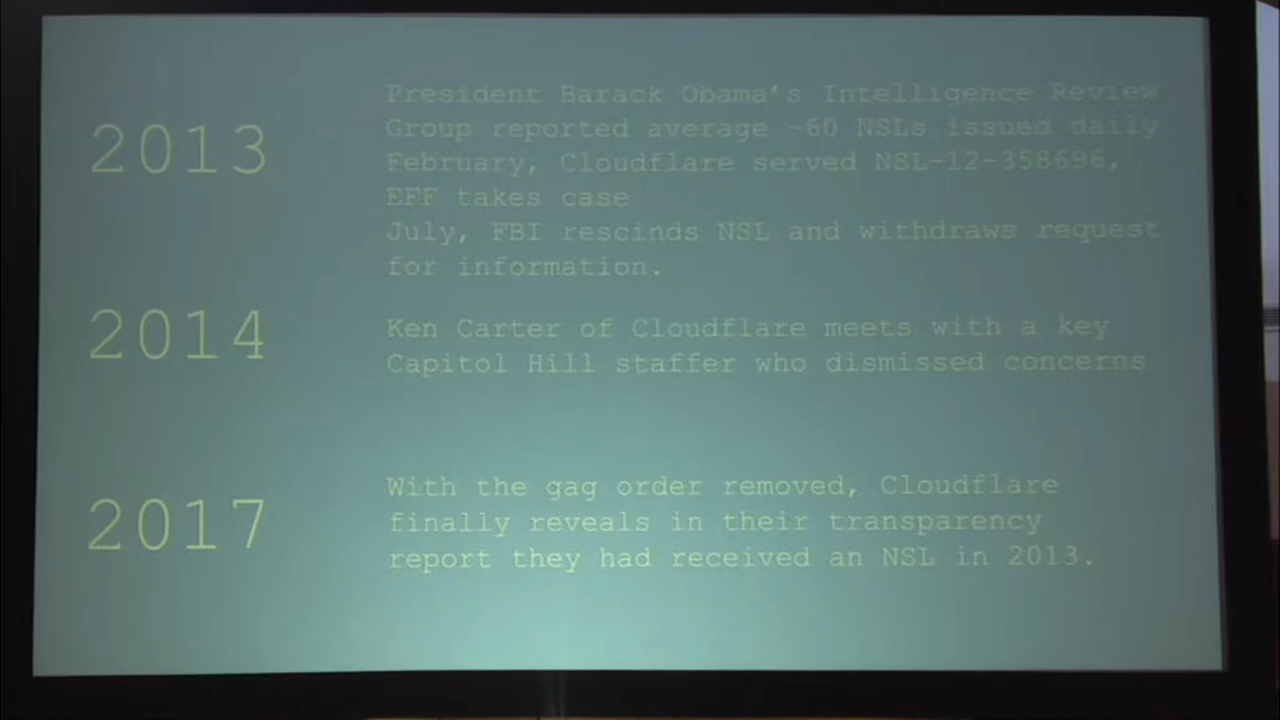 2013
President Barack Obama's Intelligence Review
Group reported average ~60 NSLs issued daily
February, Cloudflare served NSL-12-358696,
EFF takes case
July, FBI rescinds NSL and withdraws request
for information.
2014
Ken Carter of Cloudflare meets with a key
Capitol Hill staffer who dismissed concerns
2017
With the gag order removed, Cloudflare
finally reveals in their transparency
report they had received an NSL in 2013.